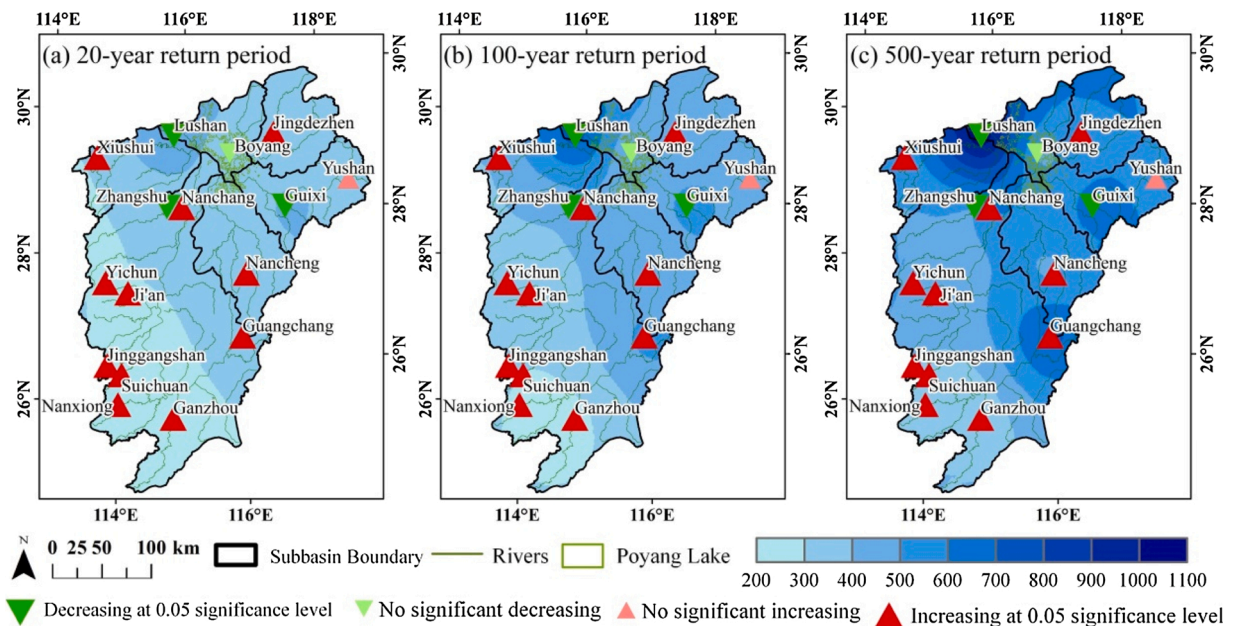 114°E 116°E 118°E 114°E 116°E 118°E 114°E 116°E 118°E
(a) 20-year return period
(b) 100-year return period
(c) 500-year return period
30°N 30°N 30°N 30°N 30°N 30°N
Lushan Jingdezhen
Xiushui Boyang
Yushan
Zhangshu Nanchang Guixi
28°N 28°N
Yichun Nancheng
Ji'an
Guangchang
Jinggangshan
26°N 26°N
Suichuan
Nanxiong Ganzhou
114°E 116°E
Lushan Jingdezhen
Xiushui Boyang
Yushan
Zhangshu Nanchang Guixi
28°N 28°N
Yichun Nancheng
Ji'an
Guangchang
Jinggangshan
26°N 26°N
Suichuan
Nanxiong Ganzhou
114°E 116°E
Lushan Jingdezhen
Xiushui Boyang
Yushan
Zhangshu Nanchang Guixi
28°N 28°N
Yichun Nancheng
Ji'an
Guangchang
Jinggangshan
26°N 26°N
Suichuan
Nanxiong Ganzhou
114°E 116°E
N
0 25 50 100 km
Subbasin Boundary
Rivers
Poyang Lake
200 300 400 500 600 700 800 900 1000 1100
Decreasing at 0.05 significance level
No significant decreasing
No significant increasing
Increasing at 0.05 significance level